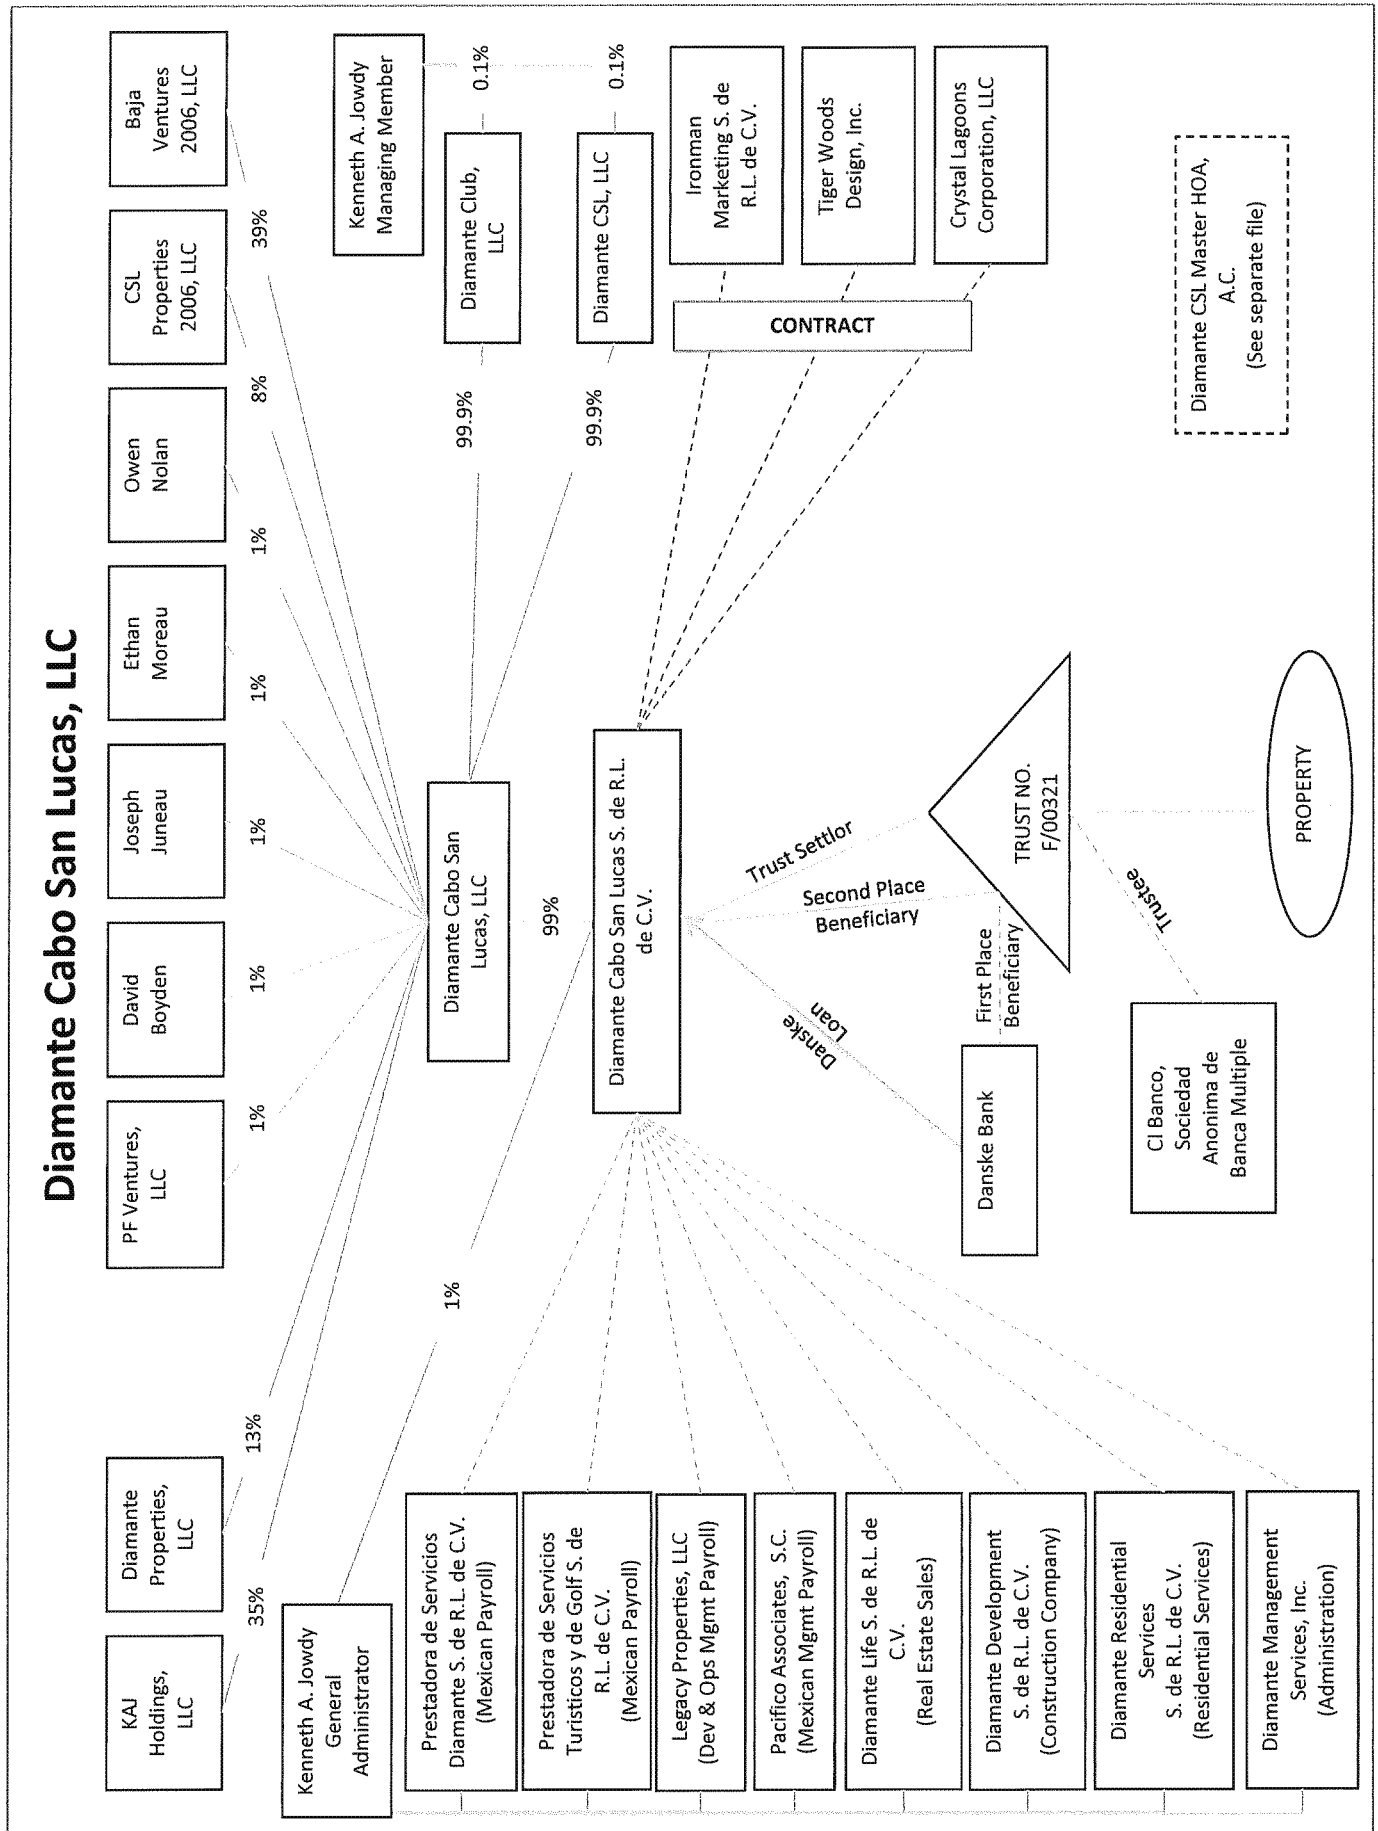 Diamante Cabo San Lucas, LLC
KAJ
Holdings,
LLC
Diamante
Properties,
LLC
PF Ventures,
LLC
David
Boyden
Joseph
Juneau
Ethan
Moreau
Owen
Nolan
CSL
Properties
2006, LLC
Baja
Ventures
2006, LLC
35%
13%
1%
1%
1%
1%
1%
8%
39%
Kenneth A. Jowdy
General
Administrator
1%
Diamante Cabo San
Lucas, LLC
99%
Kenneth A. Jowdy
Managing Member
0.1%
0.1%
Diamante Club,
LLC
99.9%
Diamante CSL, LLC
99.9%
Prestadora de Servicios
Diamante S. de R.L. de C.V.
(Mexican Payroll)
Prestadora de Servicios
Turisticos y de Golf S. de
R.L. de C.V.
(Mexican Payroll)
Legacy Properties, LLC
(Dev & Ops Mgmt Payroll)
Pacifico Associates, S.C.
(Mexican Mgmt Payroll)
Diamante Life S. de R.L. de
C.V.
(Real Estate Sales)
Diamante Development
S. de R.L. de C.V.
(Construction Company)
Diamante Residential
Services
S. de R.L. de C.V.
(Residential Services)
Diamante Management
Services, Inc.
(Administration)
Diamante Cabo San Lucas S. de R.L.
de C.V.
CONTRACT
Ironman
Marketing S. de
R.L. de C.V.
Tiger Woods
Design, Inc.
Crystal Lagoons
Corporation, LLC
Danske
Loan
Second Place
Beneficiary
Trust Settlor
Danske Bank
First Place
Beneficiary
TRUST NO.
F/00321
CI Banco,
Sociedad
Anonima de
Banca Multiple
Trustee
PROPERTY
Diamante CSL Master HOA,
A.C.
(See separate file)